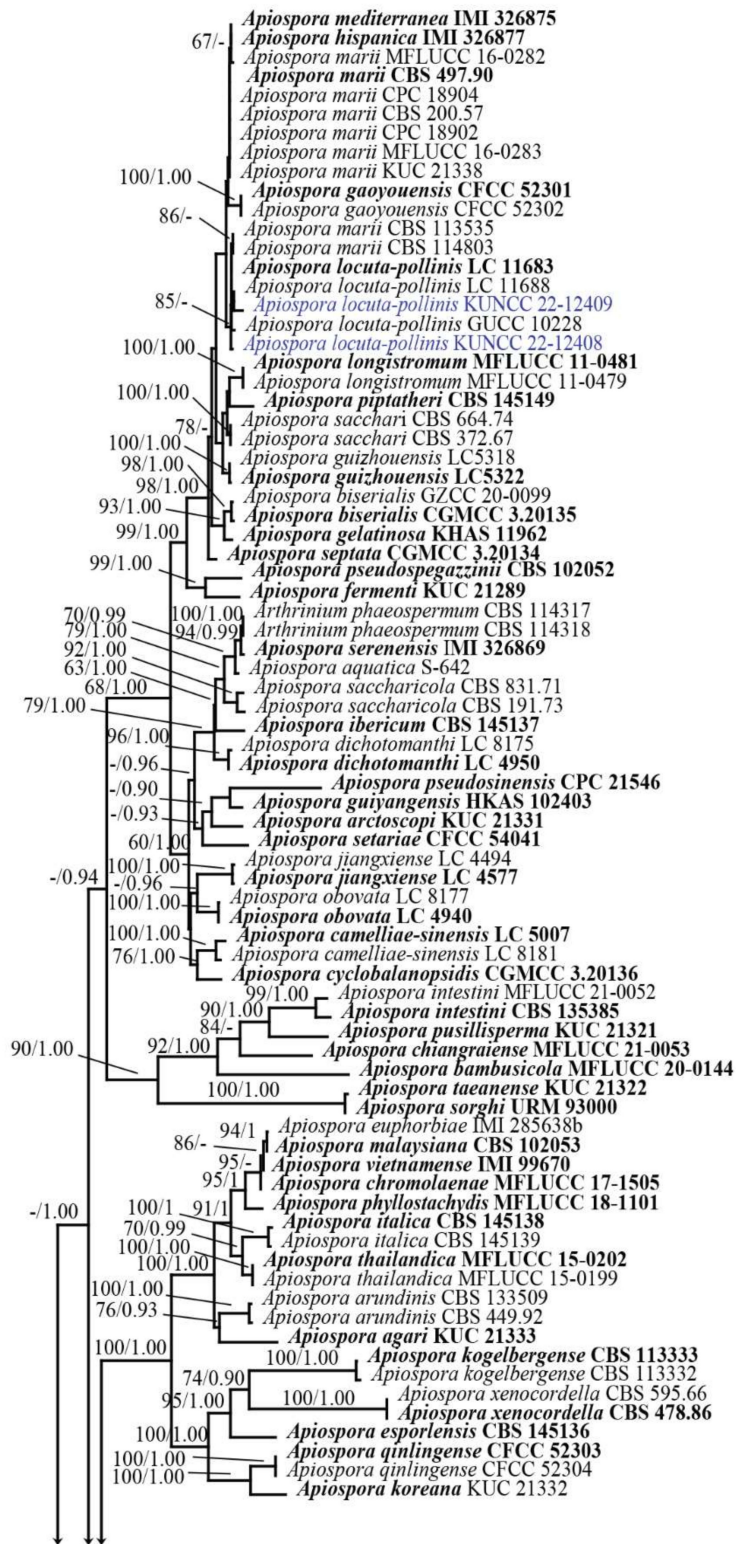 Apiospora mediterranea IMI 326875
67/-
Apiospora hispanica IMI 326877
Apiospora marii MFLUCC 16-0282
Apiospora marii CBS 497.90
Apiospora marii CPC 18904
Apiospora marii CBS 200.57
Apiospora marii CPC 18902
Apiospora marii MFLUCC 16-0283
Apiospora marii KUC 21338
100/1.00
Apiospora gaoyouensis CFCC 52301
Apiospora gaoyouensis CFCC 52302
86/-
Apiospora marii CBS 113535
Apiospora marii CBS 114803
Apiospora locuta-pollinis LC 11683
Apiospora locuta-pollinis LC 11688
85/-
Apiospora locuta-pollinis KUNCC 22-12409
Apiospora locuta-pollinis GUCC 10228
Apiospora locuta-pollinis KUNCC 22-12408
100/1.00
Apiospora longistromum MFLUCC 11-0481
Apiospora longistromum MFLUCC 11-0479
100/1.00
Apiospora piptatheri CBS 145149
Apiospora sacchari CBS 664.74
78/-
Apiospora sacchari CBS 372.67
100/1.00
Apiospora guizhouensis LC5318
98/1.00
Apiospora guizhouensis LC5322
98/1.00
Apiospora biserialis GZCC 20-0099
93/1.00
Apiospora biserialis CGMCC 3.20135
99/1.00
Apiospora gelatinosa KHAS 11962
Apiospora septata CGMCC 3.20134
99/1.00
Apiospora pseudospegazzinii CBS 102052
Apiospora fermenti KUC 21289
70/0.99
100/1.00
Arthrinium phaeospermum CBS 114317
79/1.00
94/0.99
Arthrinium phaeospermum CBS 114318
92/1.00
Apiospora serenensis IMI 326869
63/1.00
Apiospora aquatica S-642
68/1.00
Apiospora saccharicola CBS 831.71
79/1.00
Apiospora saccharicola CBS 191.73
Apiospora ibericum CBS 145137
96/1.00
Apiospora dichotomanthi LC 8175
-/0.96
Apiospora dichotomanthi LC 4950
-/0.90
Apiospora pseudosinensis CPC 21546
Apiospora guiyangensis HKAS 102403
-/0.93
Apiospora arctoscopi KUC 21331
60/1.00
Apiospora setariae CFCC 54041
100/1.00
Apiospora jiangxiense LC 4494
-/0.94
-/0.96
Apiospora jiangxiense LC 4577
100/1.00
Apiospora obovata LC 8177
Apiospora obovata LC 4940
100/1.00
Apiospora camelliae-sinensis LC 5007
76/1.00
Apiospora camelliae-sinensis LC 8181
Apiospora cyclobalanopsidis CGMCC 3.20136
99/1.00
Apiospora intestini MFLUCC 21-0052
90/1.00
Apiospora intestini CBS 135385
84/-
Apiospora pusillisperma KUC 21321
90/1.00
92/1.00
Apiospora chiangraiense MFLUCC 21-0053
Apiospora bambusicola MFLUCC 20-0144
100/1.00
Apiospora taeanense KUC 21322
Apiospora sorghi URM 93000
94/1
Apiospora euphorbiae IMI 285638b
86/-
Apiospora malaysiana CBS 102053
95/-
Apiospora vietnamense IMI 99670
95/1
Apiospora chromolaenae MFLUCC 17-1505
-/1.00
91/1
Apiospora phyllostachydis MFLUCC 18-1101
100/1
Apiospora italica CBS 145138
70/0.99
Apiospora italica CBS 145139
100/1.00
Apiospora thailandica MFLUCC 15-0202
100/1.00
Apiospora thailandica MFLUCC 15-0199
100/1.00
Apiospora arundinis CBS 133509
76/0.93
Apiospora arundinis CBS 449.92
Apiospora agari KUC 21333
100/1.00
100/1.00
Apiospora kogelbergense CBS 113333
74/0.90
Apiospora kogelbergense CBS 113332
95/1.00
100/1.00
Apiospora xenocordella CBS 595.66
Apiospora xenocordella CBS 478.86
100/1.00
Apiospora esporlensis CBS 145136
100/1.00
Apiospora qinlingense CFCC 52303
100/1.00
Apiospora qinlingense CFCC 52304
Apiospora koreana KUC 21332